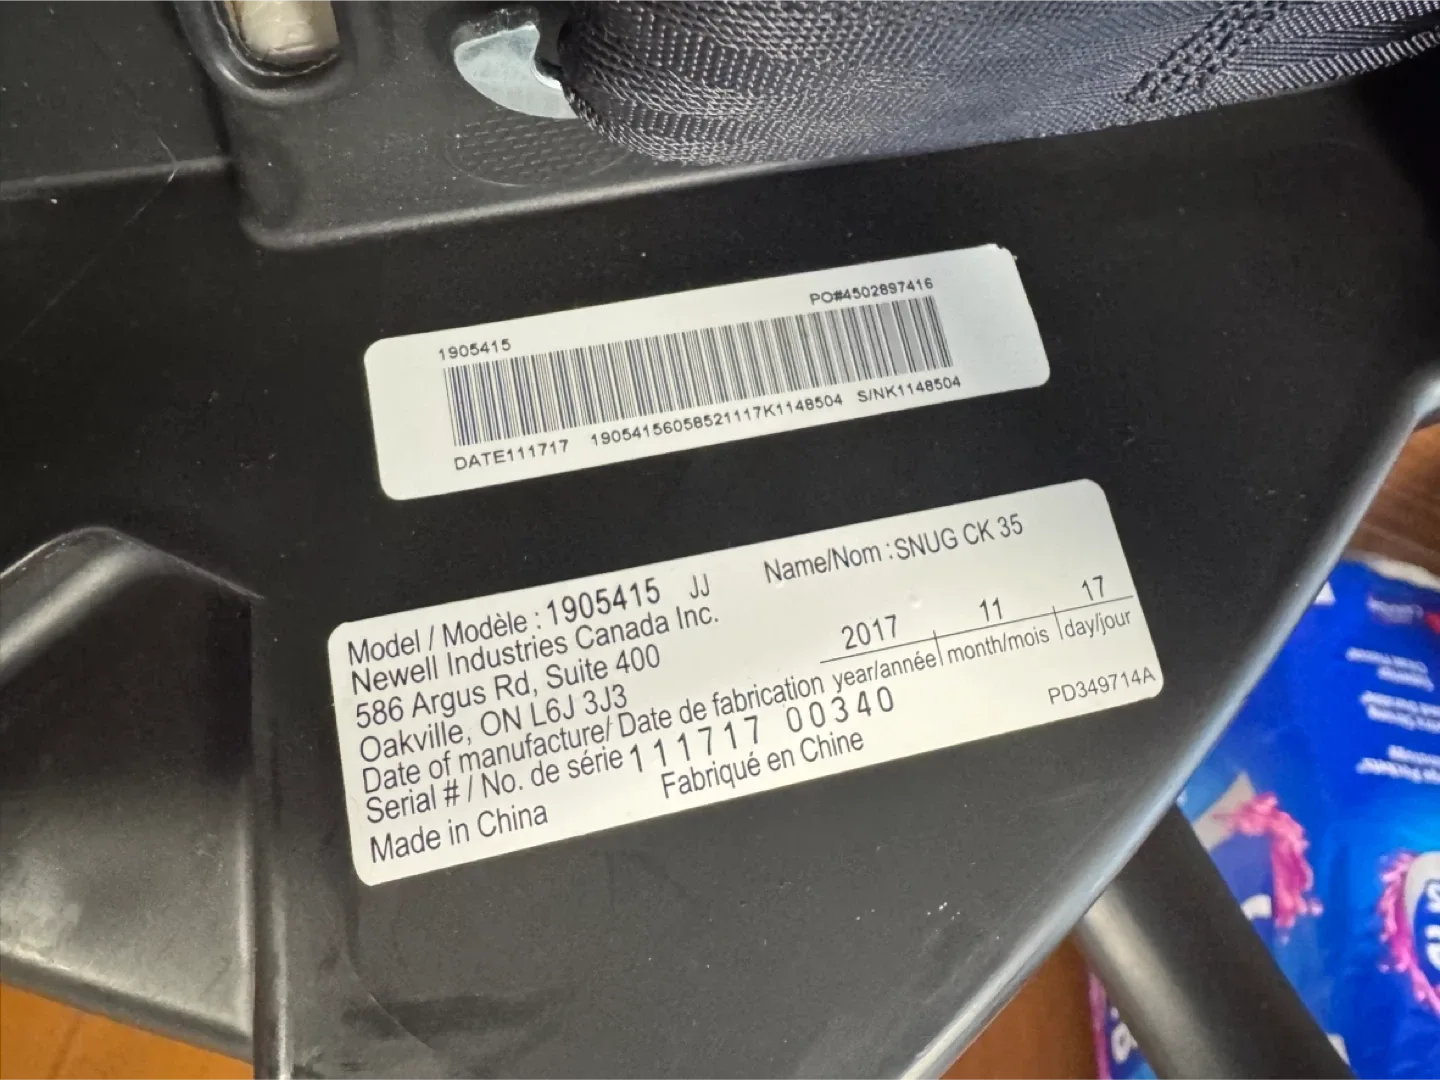 PO#4502897416
1905415
DATE111717 1905415605852111​7K1148504 S/NK1148504
Model / Modèle : 1905415 JJ Name/Nom : SNUG CK 35
Newell Industries Canada Inc.
586 Argus Rd, Suite 400
Oakville, ON L6J 3J3
2017 11 17
Date of manufacture/ Date de fabrication year/année month/mois day/jour
Serial # / No. de série 111717 00340
Made in China Fabriqué en Chine PD349714A